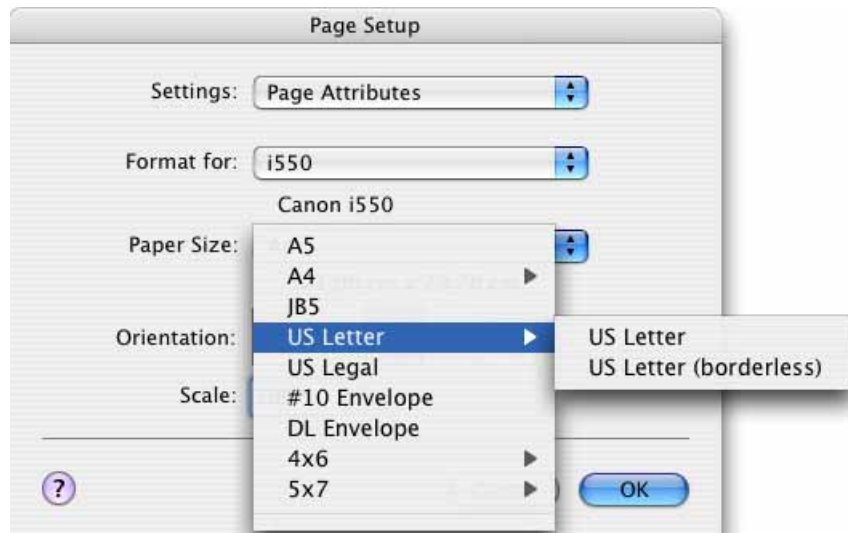 Page Setup
Settings: Page Attributes
Format for: i550
Canon i550
Paper Size:
A5
A4
JB5
Orientation:
US Letter
US Letter
US Letter (borderless)
US Legal
Scale:
#10 Envelope
DL Envelope
4x6
5x7
? OK